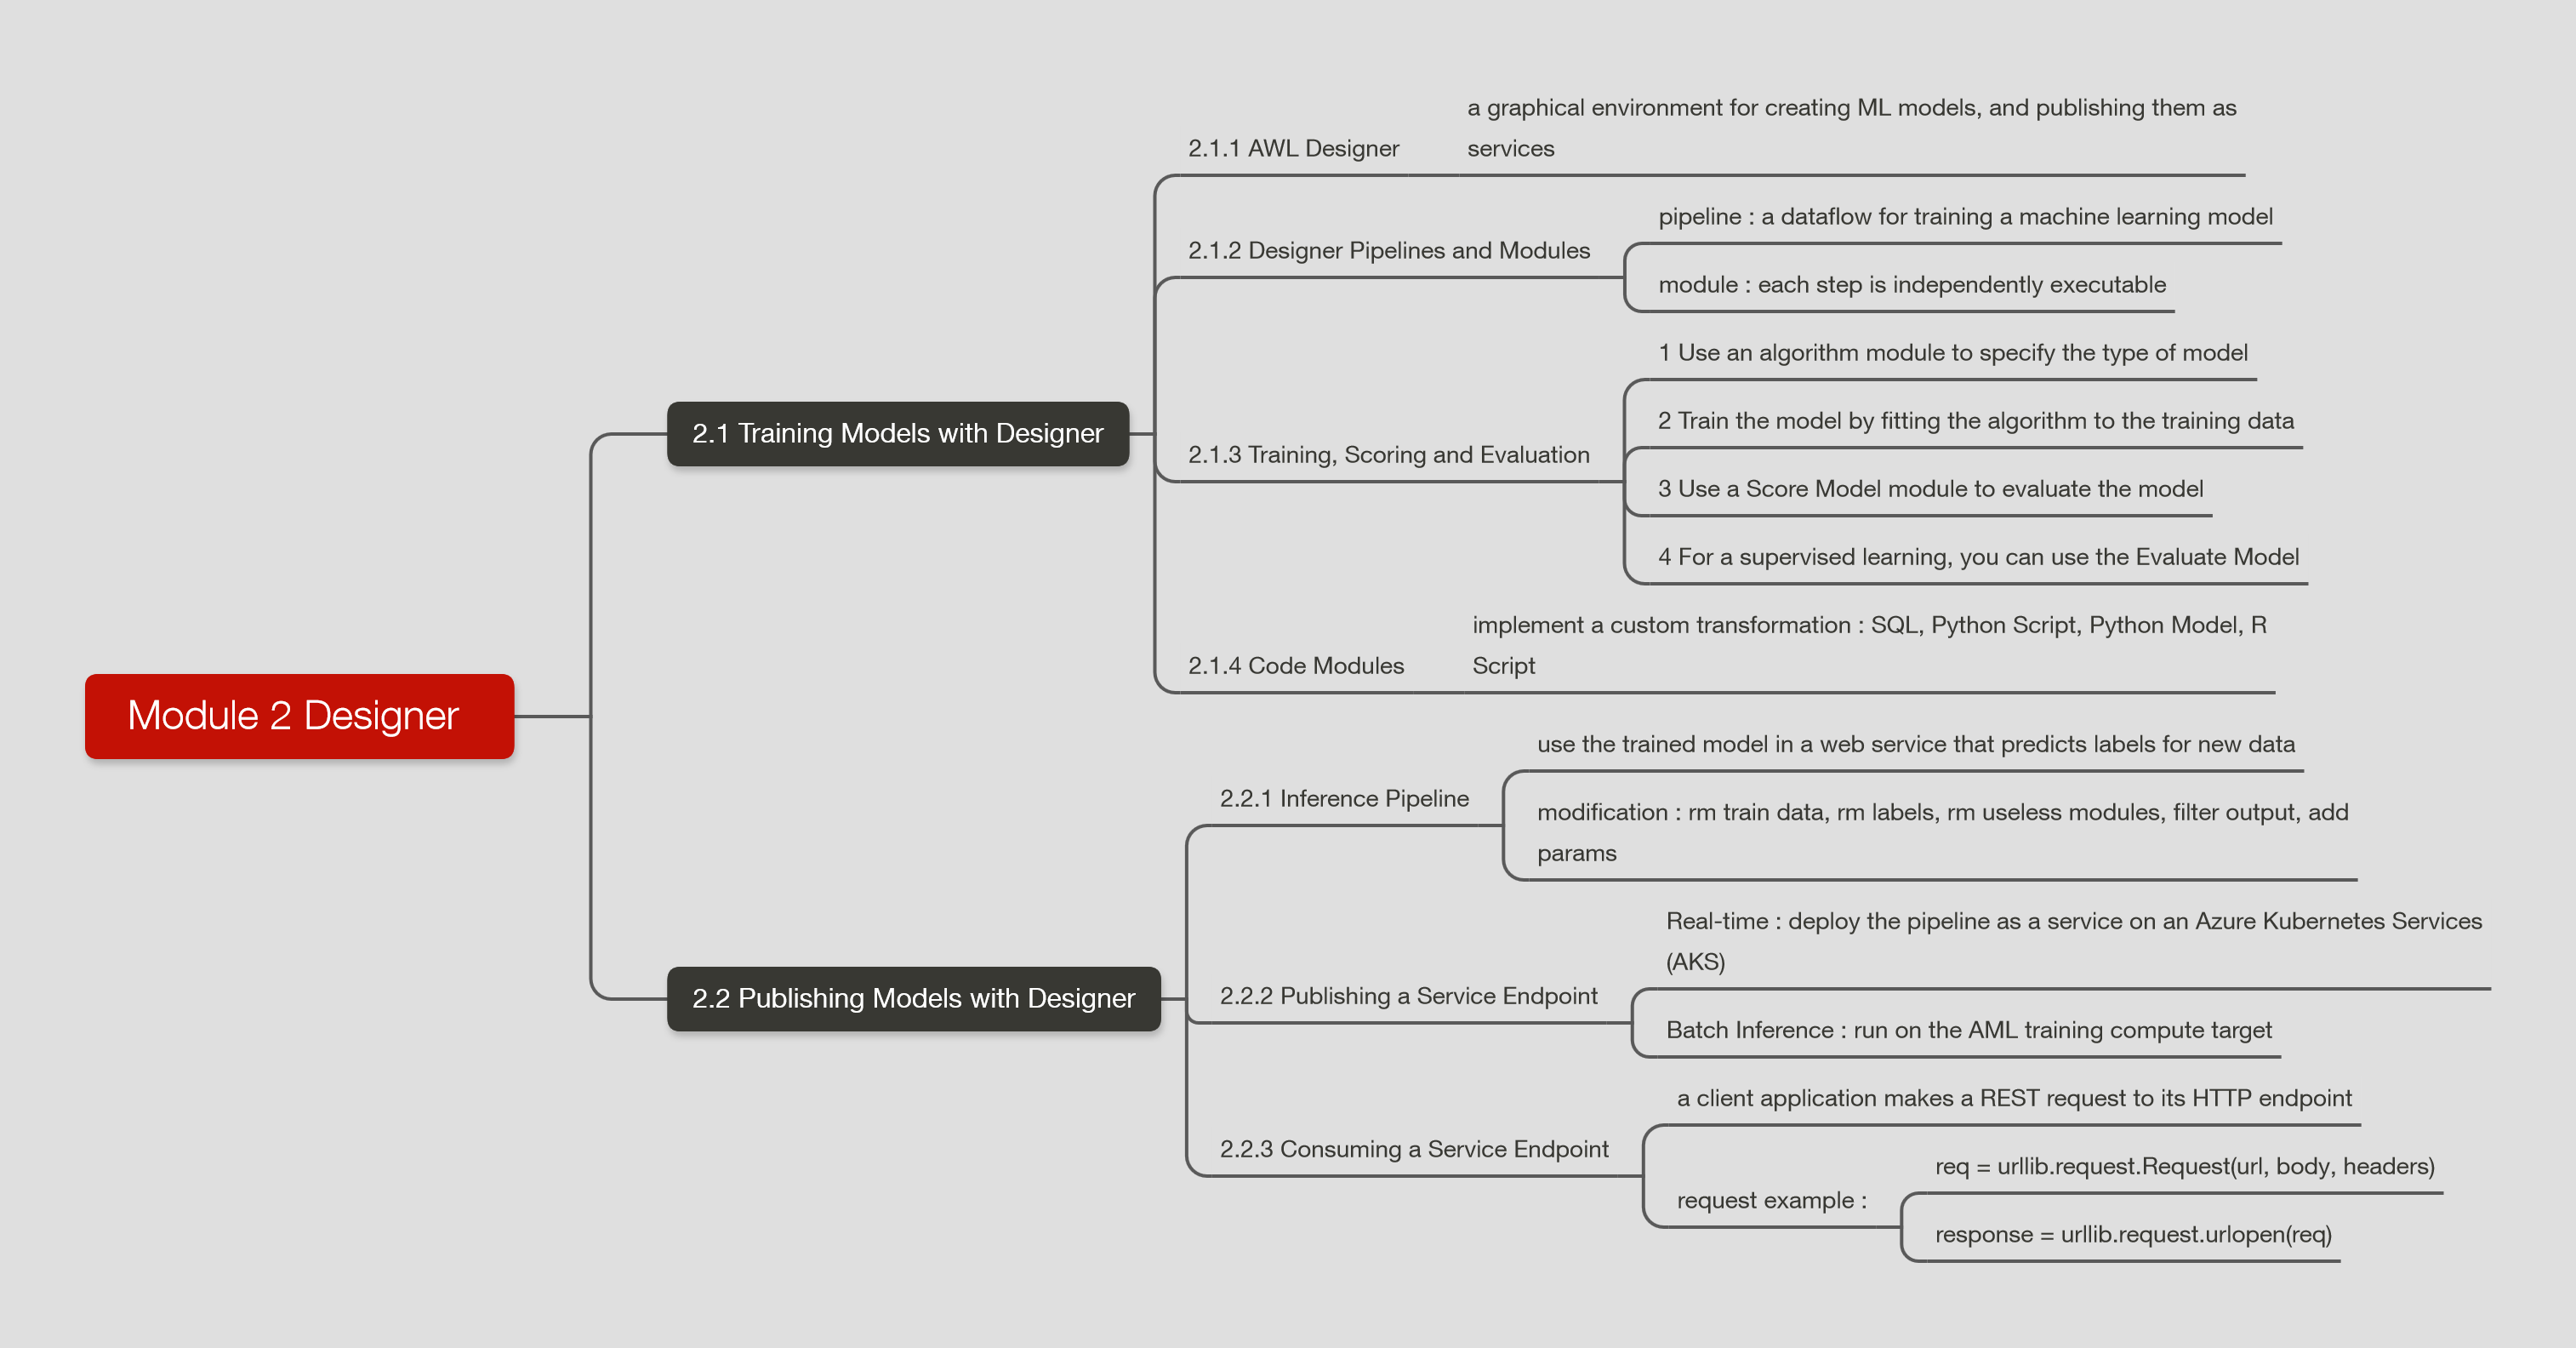 Module 2 Designer
2.1 Training Models with Designer
2.1.1 AWL Designer
a graphical environment for creating ML models, and publishing them as
services
2.1.2 Designer Pipelines and Modules
pipeline : a dataflow for training a machine learning model
module : each step is independently executable
2.1.3 Training, Scoring and Evaluation
1 Use an algorithm module to specify the type of model
2 Train the model by fitting the algorithm to the training data
3 Use a Score Model module to evaluate the model
4 For a supervised learning, you can use the Evaluate Model
2.1.4 Code Modules
implement a custom transformation : SQL, Python Script, Python Model, R
Script
2.2 Publishing Models with Designer
2.2.1 Inference Pipeline
use the trained model in a web service that predicts labels for new data
modification : rm train data, rm labels, rm useless modules, filter output, add
params
2.2.2 Publishing a Service Endpoint
Real-time : deploy the pipeline as a service on an Azure Kubernetes Services
(AKS)
Batch Inference : run on the AML training compute target
2.2.3 Consuming a Service Endpoint
a client application makes a REST request to its HTTP endpoint
request example :
req = urllib.request.Request(url, body, headers)
response = urllib.request.urlopen(req)